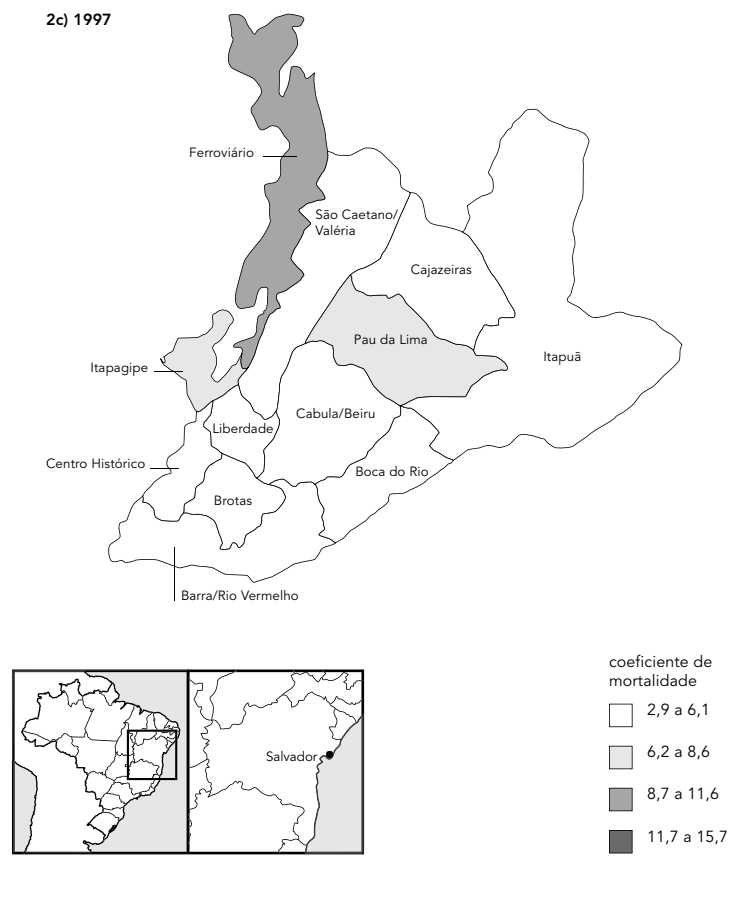 2c) 1997
Ferroviário
São Caetano/
Valéria
Cajazeiras
Pau da Lima
Itapuã
Itapagipe
Cabula/Beiru
Liberdade
Centro Histórico
Boca do Rio
Brotas
Barra/Rio Vermelho
coeficiente de
mortalidade
2,9 a 6,1
6,2 a 8,6
8,7 a 11,6
11,7 a 15,7
Salvador